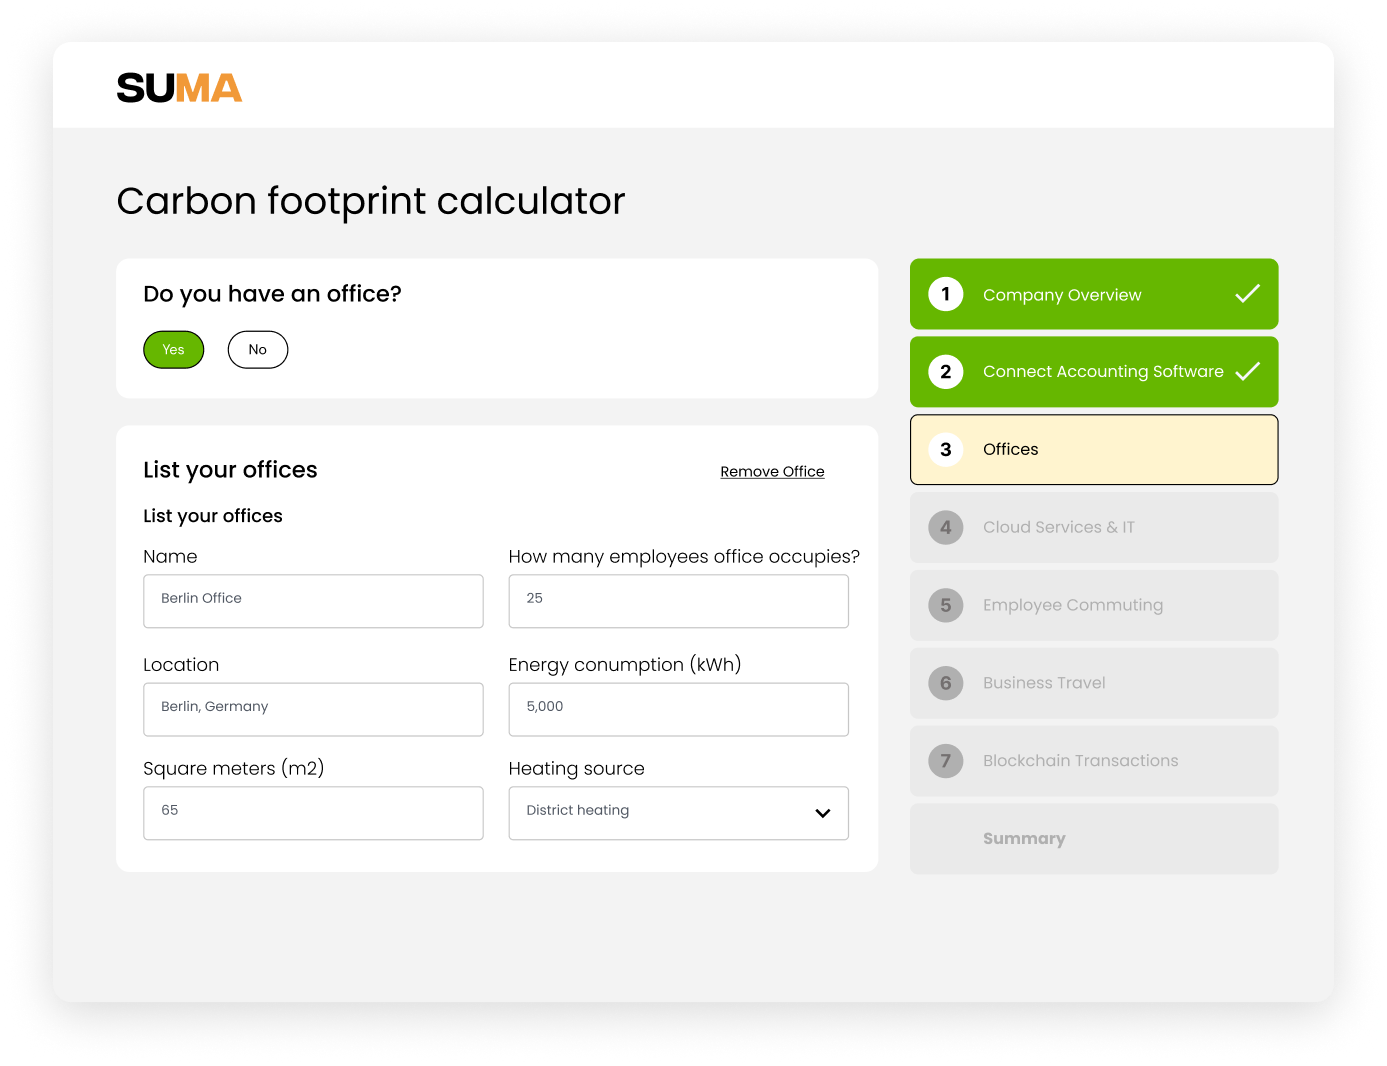 SUMA
Carbon footprint calculator
Do you have an office?
Yes No
List your offices
Remove Office
List your offices
Name
Berlin Office
How many employees office occupies?
25
Location
Berlin, Germany
Energy conumption (kWh)
5,000
Square meters (m2)
65
Heating source
District heating
1 Company Overview
2 Connect Accounting Software
3 Offices
4 Cloud Services & IT
5 Employee Commuting
6 Business Travel
7 Blockchain Transactions
Summary